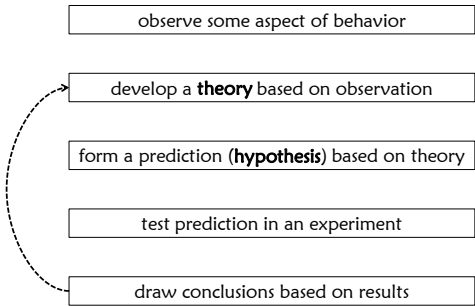 observe some aspect of behavior
develop a theory based on observation
form a prediction (hypothesis) based on theory
test prediction in an experiment
draw conclusions based on results